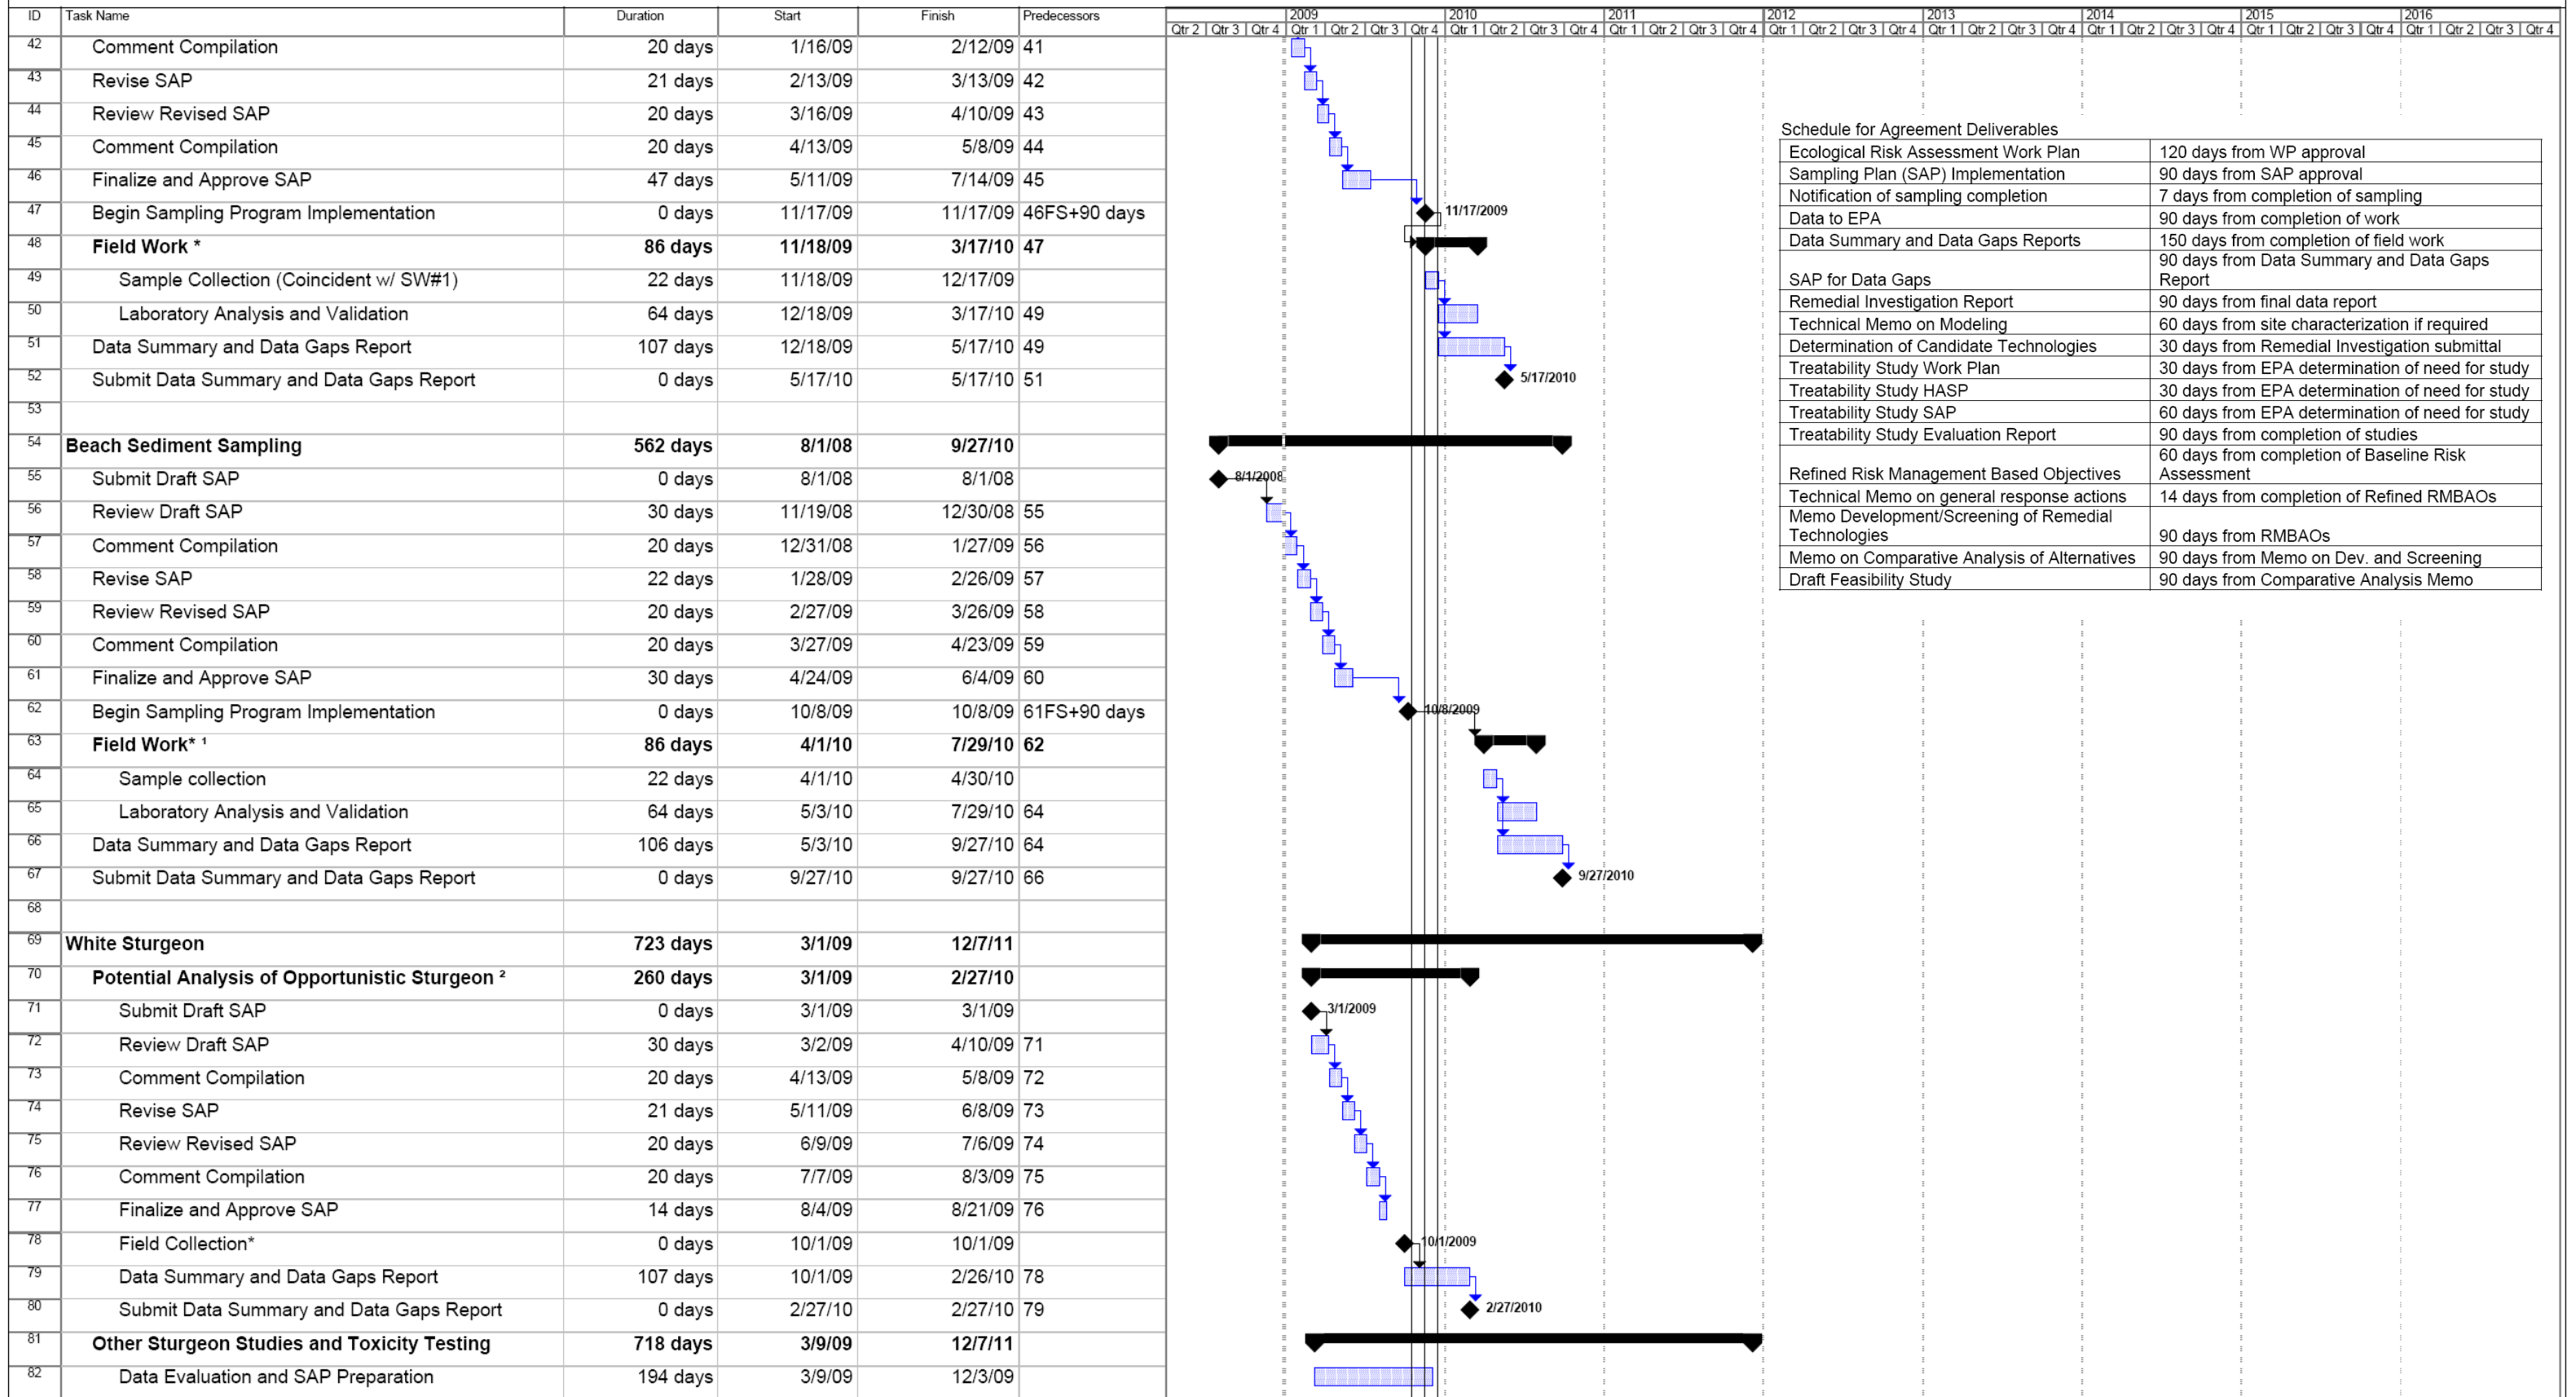 ID Task Name Duration Start Finish Predecessors
2009 2010 2011 2012 2013 2014 2015 2016
Qtr 2 Qtr 3 Qtr 4 Qtr 1 Qtr 2 Qtr 3 Qtr 4 Qtr 1 Qtr 2 Qtr 3 Qtr 4 Qtr 1 Qtr 2 Qtr 3 Qtr 4 Qtr 1 Qtr 2 Qtr 3 Qtr 4 Qtr 1 Qtr 2 Qtr 3 Qtr 4 Qtr 1 Qtr 2 Qtr 3 Qtr 4 Qtr 1 Qtr 2 Qtr 3 Qtr 4 Qtr 1 Qtr 2 Qtr 3 Qtr 4
42 Comment Compilation 20 days 1/16/09 2/12/09 41
43 Revise SAP 21 days 2/13/09 3/13/09 42
44 Review Revised SAP 20 days 3/16/09 4/10/09 43
45 Comment Compilation 20 days 4/13/09 5/8/09 44
46 Finalize and Approve SAP 47 days 5/11/09 7/14/09 45
47 Begin Sampling Program Implementation 0 days 11/17/09 11/17/09 46FS+90 days 11/17/2009
48 Field Work * 86 days 11/18/09 3/17/10 47
49 Sample Collection (Coincident w/ SW#1) 22 days 11/18/09 12/17/09
50 Laboratory Analysis and Validation 64 days 12/18/09 3/17/10 49
51 Data Summary and Data Gaps Report 107 days 12/18/09 5/17/10 49
52 Submit Data Summary and Data Gaps Report 0 days 5/17/10 5/17/10 51 5/17/2010
53
54 Beach Sediment Sampling 562 days 8/1/08 9/27/10
55 Submit Draft SAP 0 days 8/1/08 8/1/08 8/1/2008
56 Review Draft SAP 30 days 11/19/08 12/30/08 55
57 Comment Compilation 20 days 12/31/08 1/27/09 56
58 Revise SAP 22 days 1/28/09 2/26/09 57
59 Review Revised SAP 20 days 2/27/09 3/26/09 58
60 Comment Compilation 20 days 3/27/09 4/23/09 59
61 Finalize and Approve SAP 30 days 4/24/09 6/4/09 60
62 Begin Sampling Program Implementation 0 days 10/8/09 10/8/09 61FS+90 days 10/8/2009
63 Field Work* ¹ 86 days 4/1/10 7/29/10 62
64 Sample collection 22 days 4/1/10 4/30/10
65 Laboratory Analysis and Validation 64 days 5/3/10 7/29/10 64
66 Data Summary and Data Gaps Report 106 days 5/3/10 9/27/10 64
67 Submit Data Summary and Data Gaps Report 0 days 9/27/10 9/27/10 66 9/27/2010
68
69 White Sturgeon 723 days 3/1/09 12/7/11
70 Potential Analysis of Opportunistic Sturgeon ² 260 days 3/1/09 2/27/10
71 Submit Draft SAP 0 days 3/1/09 3/1/09 3/1/2009
72 Review Draft SAP 30 days 3/2/09 4/10/09 71
73 Comment Compilation 20 days 4/13/09 5/8/09 72
74 Revise SAP 21 days 5/11/09 6/8/09 73
75 Review Revised SAP 20 days 6/9/09 7/6/09 74
76 Comment Compilation 20 days 7/7/09 8/3/09 75
77 Finalize and Approve SAP 14 days 8/4/09 8/21/09 76
78 Field Collection* 0 days 10/1/09 10/1/09 10/1/2009
79 Data Summary and Data Gaps Report 107 days 10/1/09 2/26/10 78
80 Submit Data Summary and Data Gaps Report 0 days 2/27/10 2/27/10 79 2/27/2010
81 Other Sturgeon Studies and Toxicity Testing 718 days 3/9/09 12/7/11
82 Data Evaluation and SAP Preparation 194 days 3/9/09 12/3/09
Schedule for Agreement Deliverables
Ecological Risk Assessment Work Plan 120 days from WP approval
Sampling Plan (SAP) Implementation 90 days from SAP approval
Notification of sampling completion 7 days from completion of sampling
Data to EPA 90 days from completion of work
Data Summary and Data Gaps Reports 150 days from completion of field work
90 days from Data Summary and Data Gaps
SAP for Data Gaps Report
Remedial Investigation Report 90 days from final data report
Technical Memo on Modeling 60 days from site characterization if required
Determination of Candidate Technologies 30 days from Remedial Investigation submittal
Treatability Study Work Plan 30 days from EPA determination of need for study
Treatability Study HASP 30 days from EPA determination of need for study
Treatability Study SAP 60 days from EPA determination of need for study
Treatability Study Evaluation Report 90 days from completion of studies
60 days from completion of Baseline Risk
Refined Risk Management Based Objectives Assessment
Technical Memo on general response actions 14 days from completion of Refined RMBAOs
Memo Development/Screening of Remedial
Technologies 90 days from RMBAOs
Memo on Comparative Analysis of Alternatives 90 days from Memo on Dev. and Screening
Draft Feasibility Study 90 days from Comparative Analysis Memo